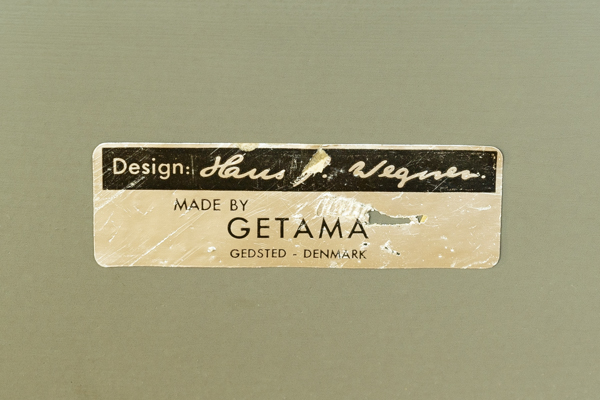 Design: Hans J. Wegner.
MADE BY
GETAMA
GEDSTED - DENMARK